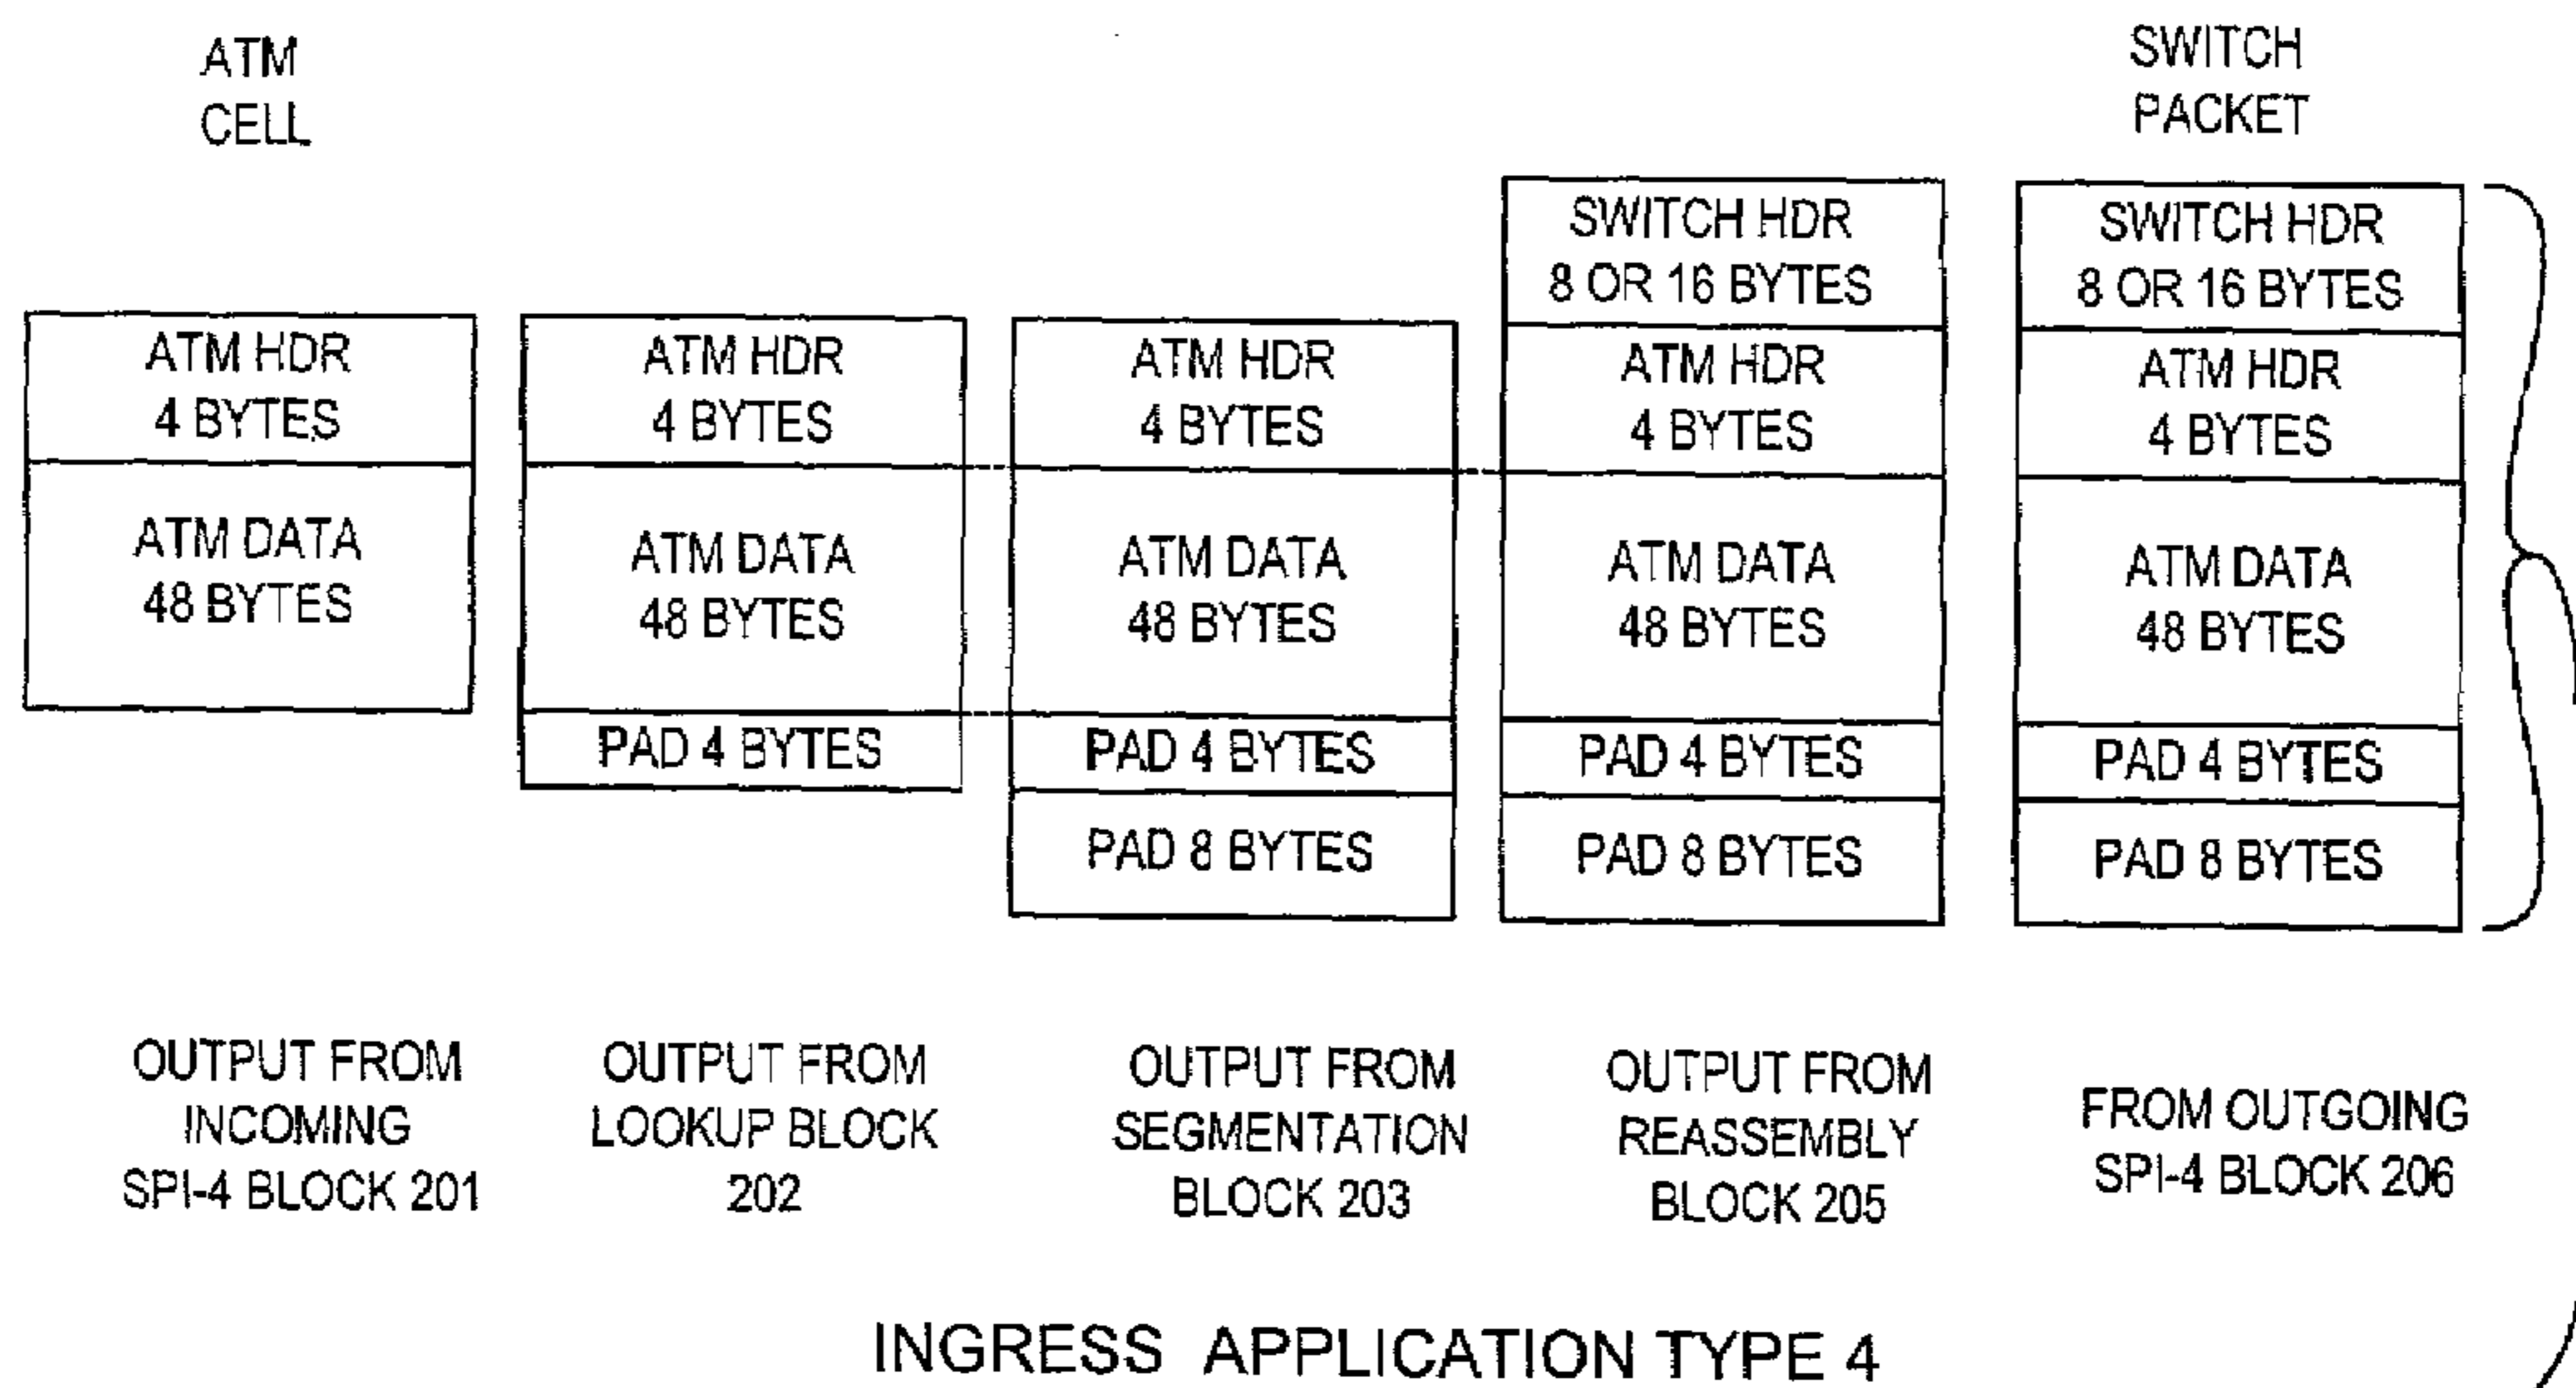 ATM
CELL
SWITCH
PACKET
ATM HDR
4 BYTES
ATM DATA
48 BYTES
ATM HDR
4 BYTES
ATM DATA
48 BYTES
PAD 4 BYTES
ATM HDR
4 BYTES
ATM DATA
48 BYTES
PAD 4 BYTES
PAD 8 BYTES
SWITCH HDR
8 OR 16 BYTES
ATM HDR
4 BYTES
ATM DATA
48 BYTES
PAD 4 BYTES
PAD 8 BYTES
SWITCH HDR
8 OR 16 BYTES
ATM HDR
4 BYTES
ATM DATA
48 BYTES
PAD 4 BYTES
PAD 8 BYTES
OUTPUT FROM
INCOMING
SPI-4 BLOCK 201
OUTPUT FROM
LOOKUP BLOCK
202
OUTPUT FROM
SEGMENTATION
BLOCK 203
OUTPUT FROM
REASSEMBLY
BLOCK 205
FROM OUTGOING
SPI-4 BLOCK 206
INGRESS APPLICATION TYPE 4